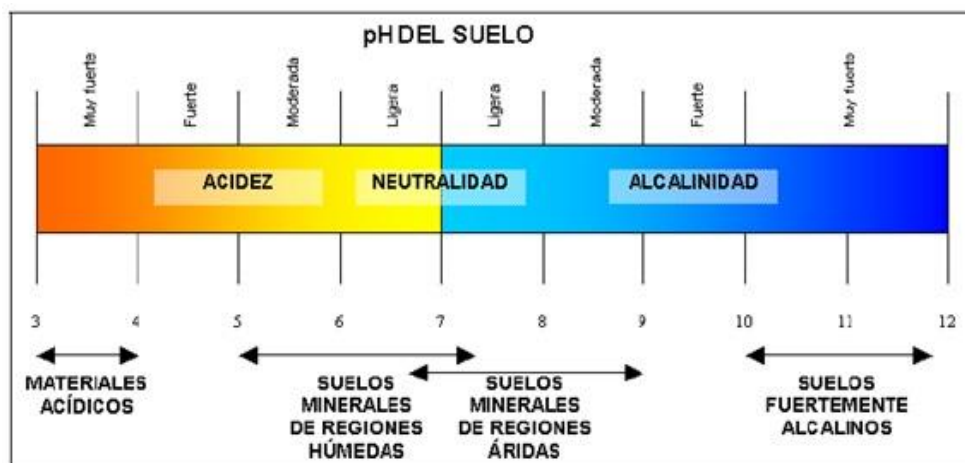 pH DEL SUELO
Muy fuerte
Fuerte
Moderada
Ligera
Ligera
Moderada
Fuerte
Muy fuerte
ACIDEZ
NEUTRALIDAD
ALCALINIDAD
3 4 5 6 7 8 9 10 11 12
MATERIALES
ACÍDICOS
SUELOS
MINERALES
DE REGIONES
HÚMEDAS
SUELOS
MINERALES
DE REGIONES
ÁRIDAS
SUELOS
FUERTEMENTE
ALCALINOS